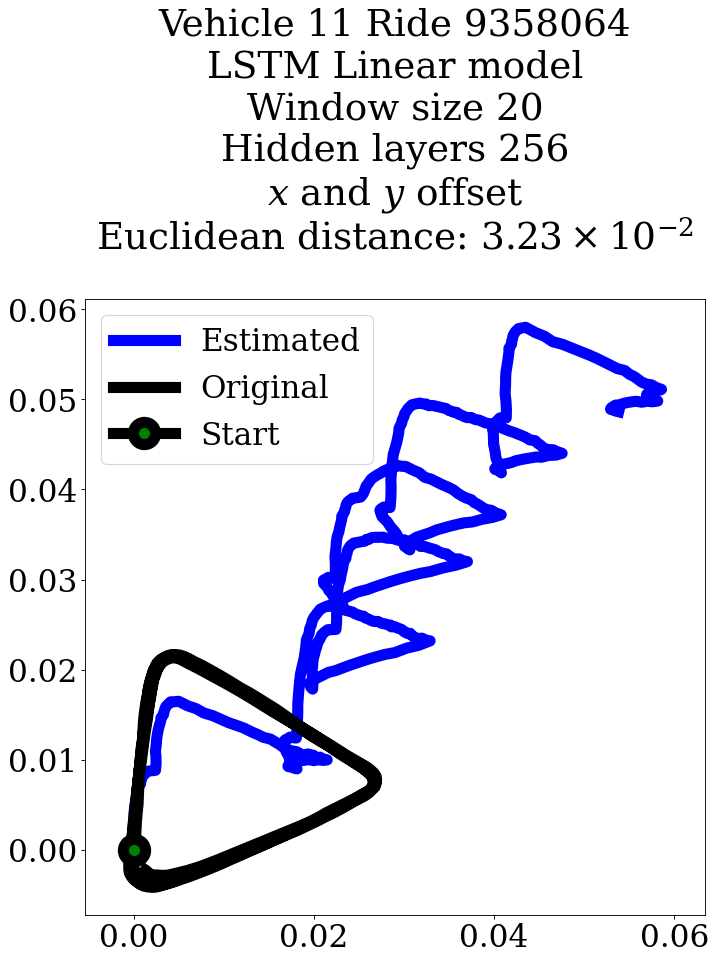 Vehicle 11 Ride 9358064
LSTM Linear model
Window size 20
Hidden layers 256
x and y offset
Euclidean distance: 3.23 × 10⁻²
0.06
0.05
0.04
0.03
0.02
0.01
0.00
Estimated
Original
Start
0.00 0.02 0.04 0.06